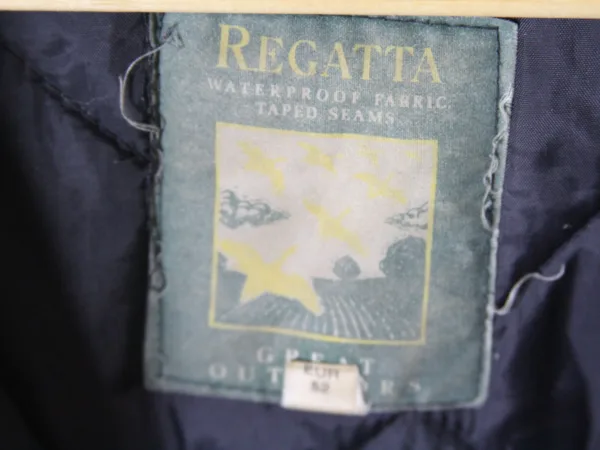 REGATTA
WATERPROOF FABRIC
TAPED SEAMS
GREAT
OUTDOORS
EUR
52